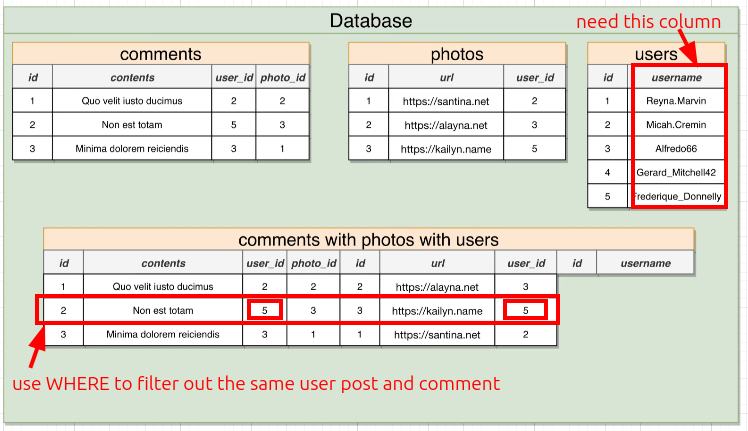 Database
need this column
comments
photos
users
id contents user_id photo_id
id url user_id
id username
1 Quo velit iusto ducimus 2 2
1 https://santina.net 2
1 Reyna.Marvin
2 Non est totam 5 3
2 https://alayna.net 3
2 Micah.Cremin
3 Minima dolorem reiciendis 3 1
3 https://kailyn.name 5
3 Alfredo66
4 Gerard_Mitchell42
5 Frederique_Donnelly
comments with photos with users
id contents user_id photo_id id url user_id id username
1 Quo velit iusto ducimus 2 2 2 https://alayna.net 3
2 Non est totam 5 3 3 https://kailyn.name 5
3 Minima dolorem reiciendis 3 1 1 https://santina.net 2
use WHERE to filter out the same user post and comment